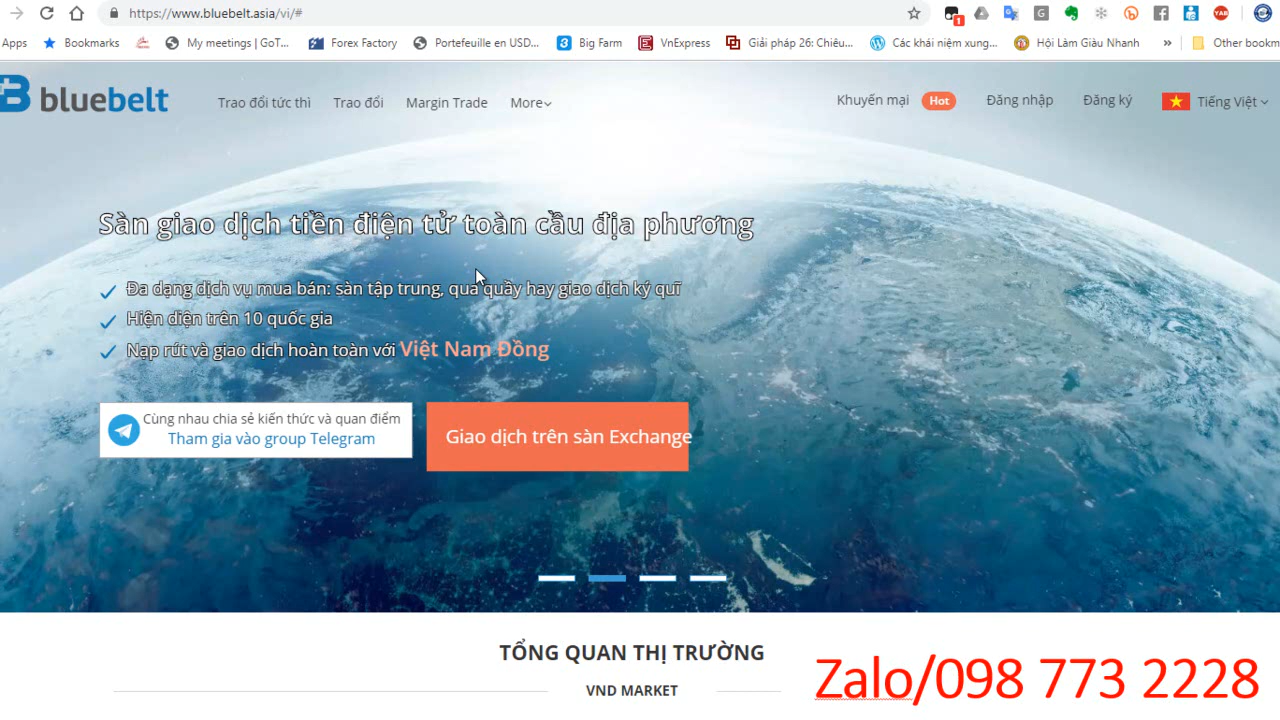 https://www.bluebelt.asia/vi/#
1
G
YAB
Apps
Bookmarks
My meetings | GoT...
Forex Factory
Portefeuille en USD...
Big Farm
VnExpress
Giải pháp 26: Chiêu...
Các khái niệm xung...
Hội Làm Giàu Nhanh
»
Other bookm
bluebelt
Trao đổi tức thì
Trao đổi
Margin Trade
More
Khuyến mại
Hot
Đăng nhập
Đăng ký
Tiếng Việt
Sàn giao dịch tiền điện tử toàn cầu địa phương
Đa dạng dịch vụ mua bán: sàn tập trung, quá quầy hay giao dịch ký quĩ
Hiện diện trên 10 quốc gia
Nạp rút và giao dịch hoàn toàn với Việt Nam Đồng
Cùng nhau chia sẻ kiến thức và quan điểm
Tham gia vào group Telegram
Giao dịch trên sàn Exchange
TỔNG QUAN THỊ TRƯỜNG
VND MARKET
Zalo/098 773 2228